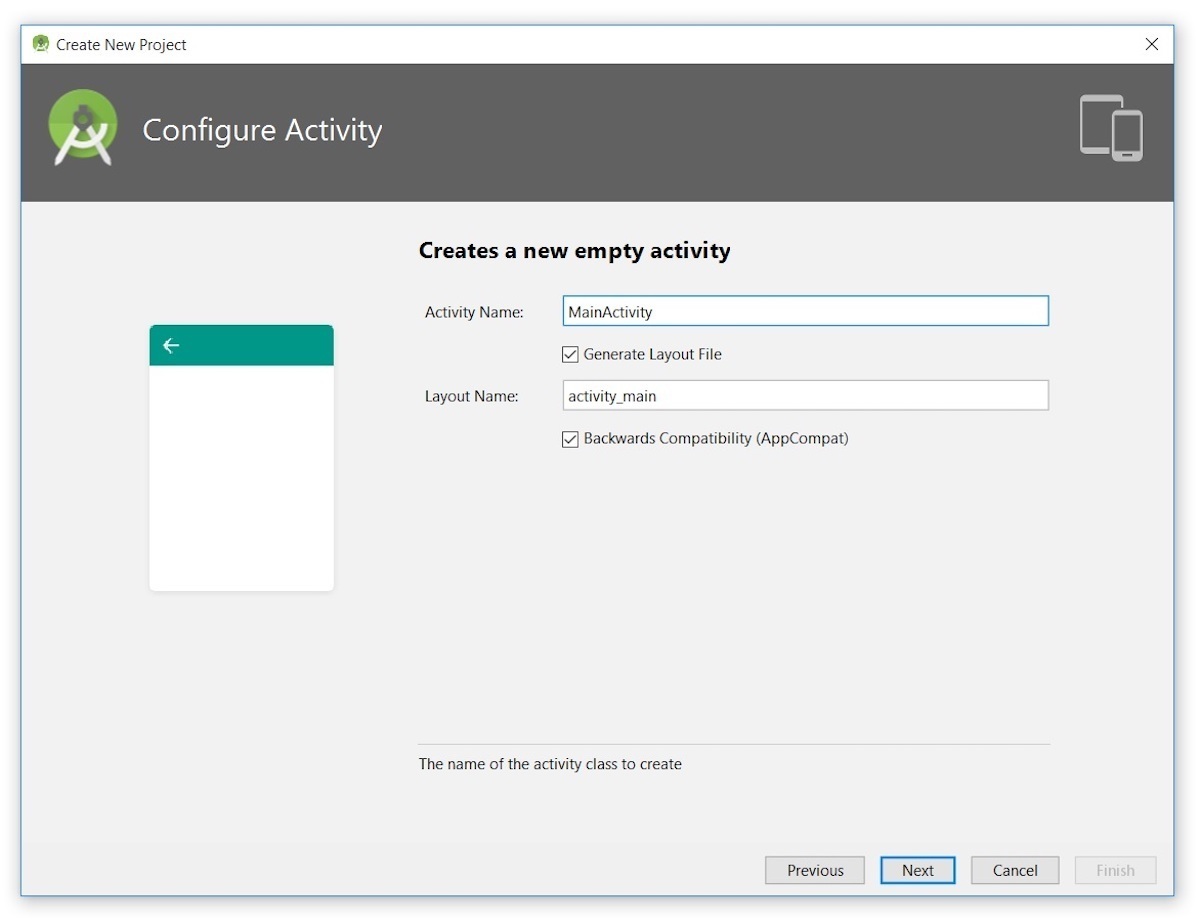 Create New Project
Configure Activity
Creates a new empty activity
Activity Name: MainActivity
Generate Layout File
Layout Name: activity_main
Backwards Compatibility (AppCompat)
The name of the activity class to create
Previous Next Cancel Finish